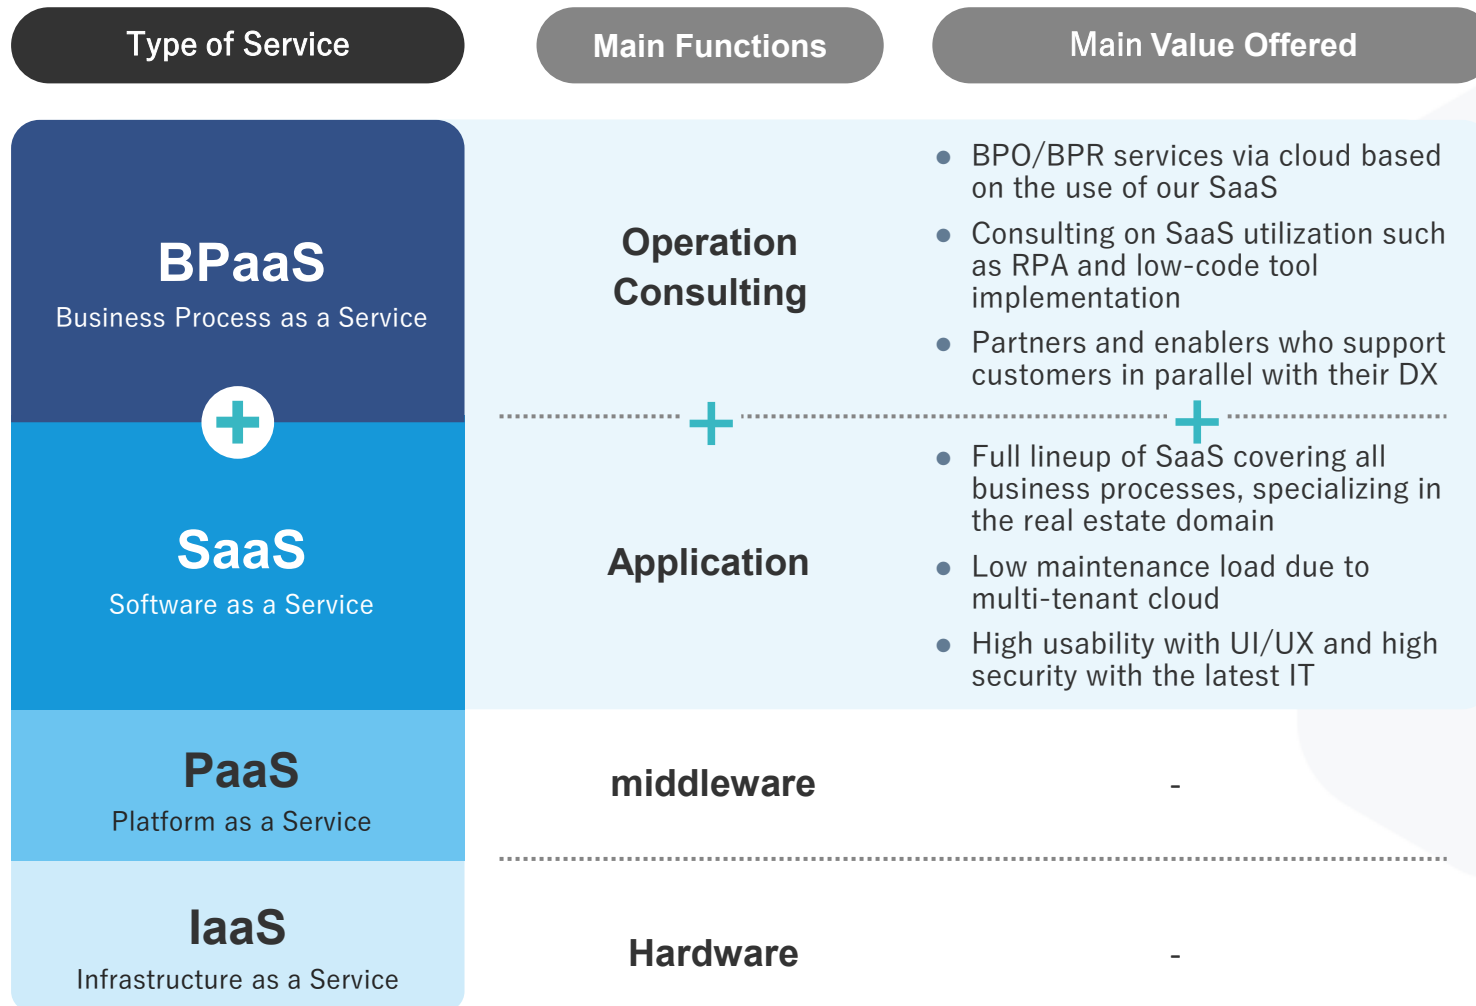 Type of Service
Main Functions
Main Value Offered
BPaaS
Business Process as a Service
Operation
Consulting
● BPO/BPR services via cloud based
on the use of our SaaS
● Consulting on SaaS utilization such
as RPA and low-code tool
implementation
● Partners and enablers who support
customers in parallel with their DX
+
+
+
SaaS
Software as a Service
Application
● Full lineup of SaaS covering all
business processes, specializing in
the real estate domain
● Low maintenance load due to
multi-tenant cloud
● High usability with UI/UX and high
security with the latest IT
PaaS
Platform as a Service
middleware
-
IaaS
Infrastructure as a Service
Hardware
-